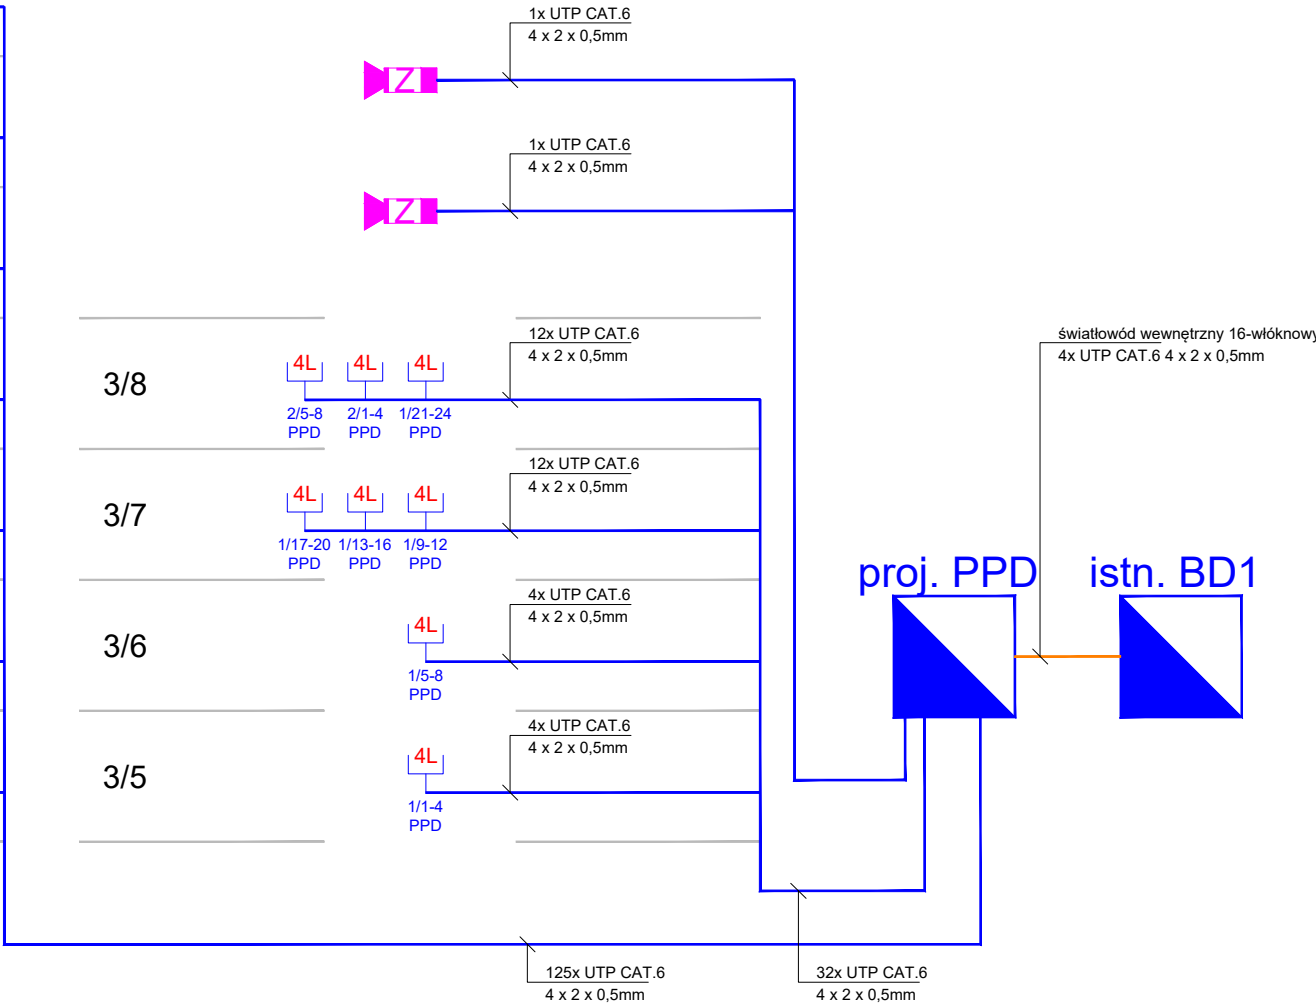 1x UTP CAT.6
4 x 2 x 0,5mm
Z
1x UTP CAT.6
4 x 2 x 0,5mm
Z
12x UTP CAT.6
4 x 2 x 0,5mm
światłowód wewnętrzny 16-włóknowy
4x UTP CAT.6 4 x 2 x 0,5mm
3/8
4L 4L 4L
2/5-8 2/1-4 1/21-24
PPD PPD PPD
12x UTP CAT.6
4 x 2 x 0,5mm
3/7
4L 4L 4L
1/17-20 1/13-16 1/9-12
PPD PPD PPD
proj. PPD istn. BD1
4x UTP CAT.6
4 x 2 x 0,5mm
3/6
4L
1/5-8
PPD
4x UTP CAT.6
4 x 2 x 0,5mm
3/5
4L
1/1-4
PPD
125x UTP CAT.6
4 x 2 x 0,5mm
32x UTP CAT.6
4 x 2 x 0,5mm